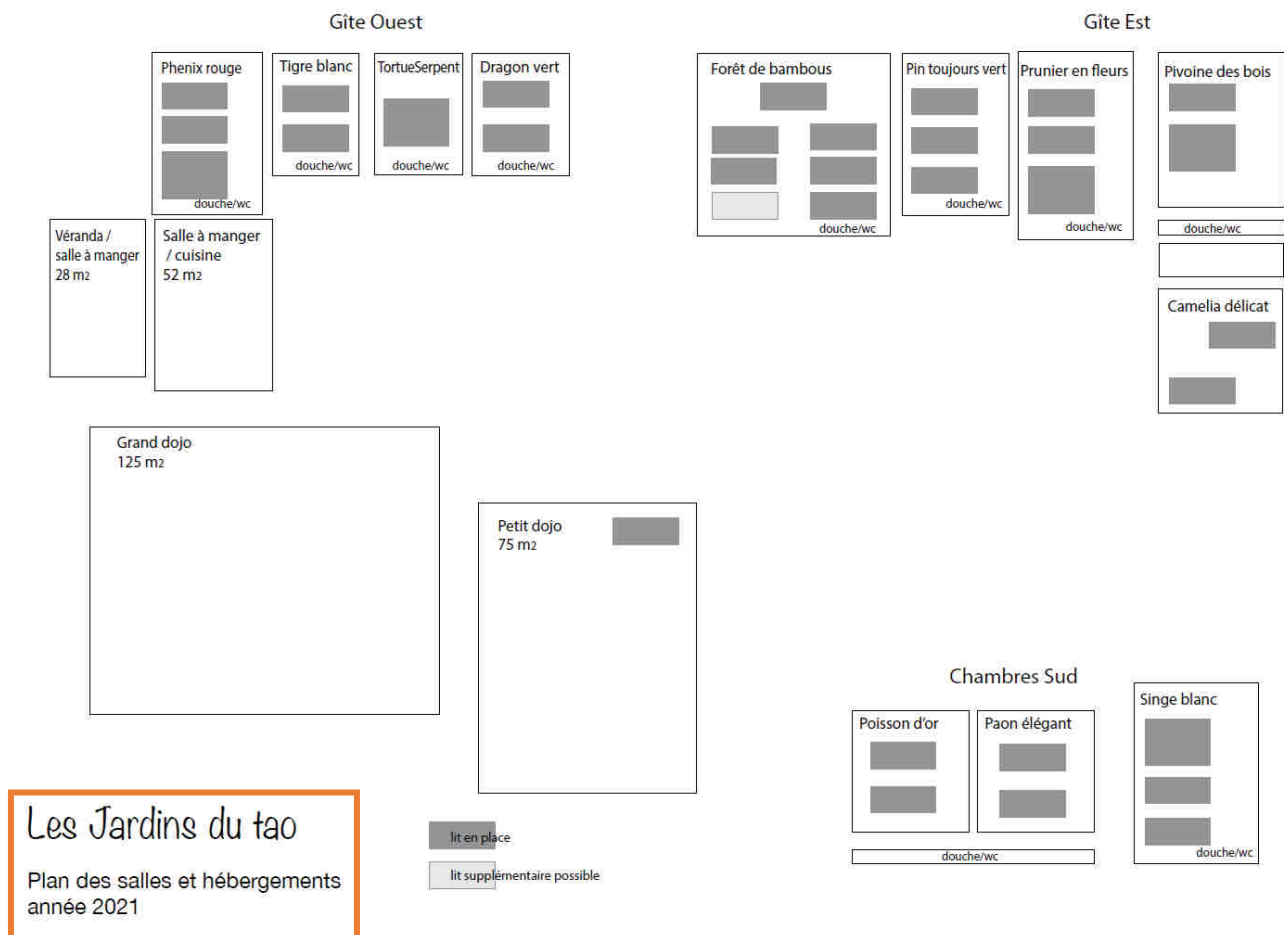 Gîte Ouest
Phenix rouge
douche/wc
Tigre blanc
douche/wc
TortueSerpent
douche/wc
Dragon vert
douche/wc
Véranda /
salle à manger
28 m2
Salle à manger
/ cuisine
52 m2
Gîte Est
Forêt de bambous
douche/wc
Pin toujours vert
douche/wc
Prunier en fleurs
douche/wc
Pivoine des bois
douche/wc
Camelia délicat
Grand dojo
125 m2
Petit dojo
75 m2
Chambres Sud
Poisson d'or
Paon élégant
douche/wc
Singe blanc
douche/wc
Les Jardins du tao
Plan des salles et hébergements
année 2021
lit en place
lit supplémentaire possible